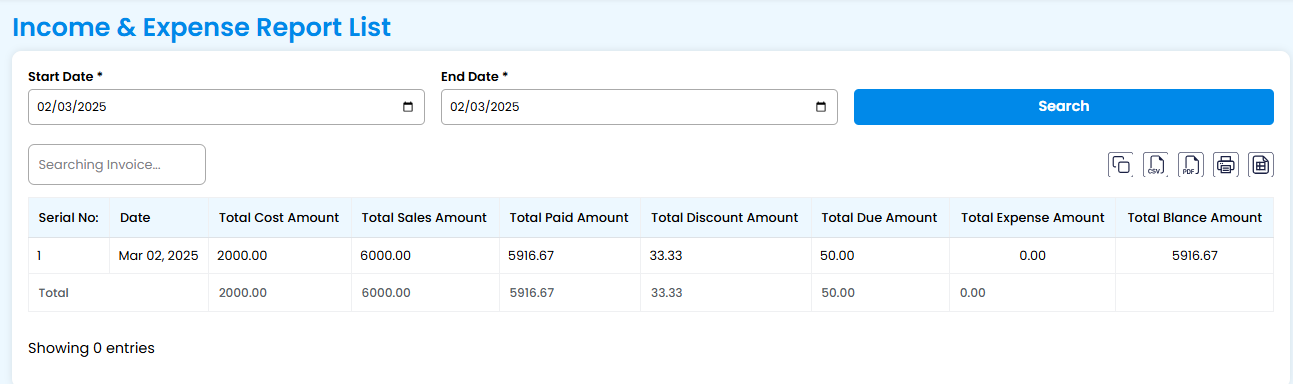 Income & Expense Report List
Start Date * End Date *
02/03/2025 02/03/2025 Search
Searching Invoice...
CSV PDF
Serial No: Date Total Cost Amount Total Sales Amount Total Paid Amount Total Discount Amount Total Due Amount Total Expense Amount Total Blance Amount
1 Mar 02, 2025 2000.00 6000.00 5916.67 33.33 50.00 0.00 5916.67
Total 2000.00 6000.00 5916.67 33.33 50.00 0.00
Showing 0 entries